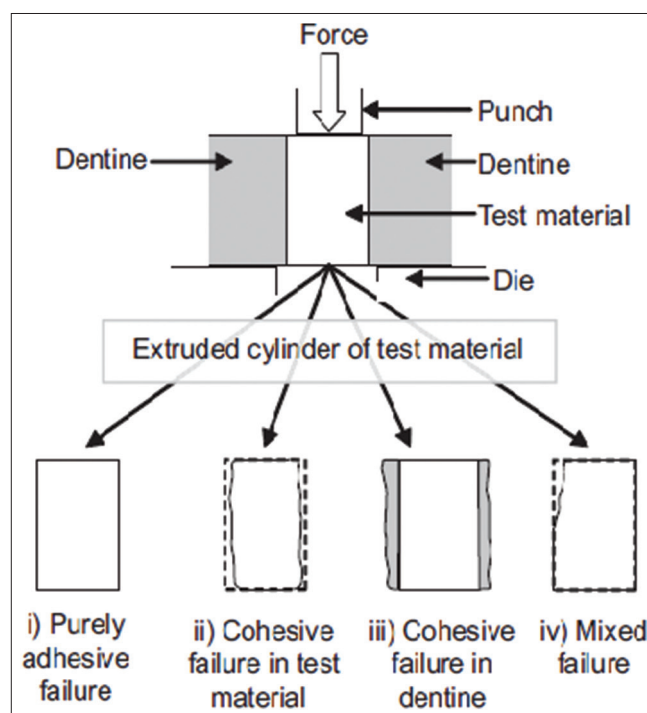 Force
Punch
Dentine
Dentine
Test material
Die
Extruded cylinder of test material
i) Purely
adhesive
failure
ii) Cohesive
failure in test
material
iii) Cohesive
failure in
dentine
iv) Mixed
failure